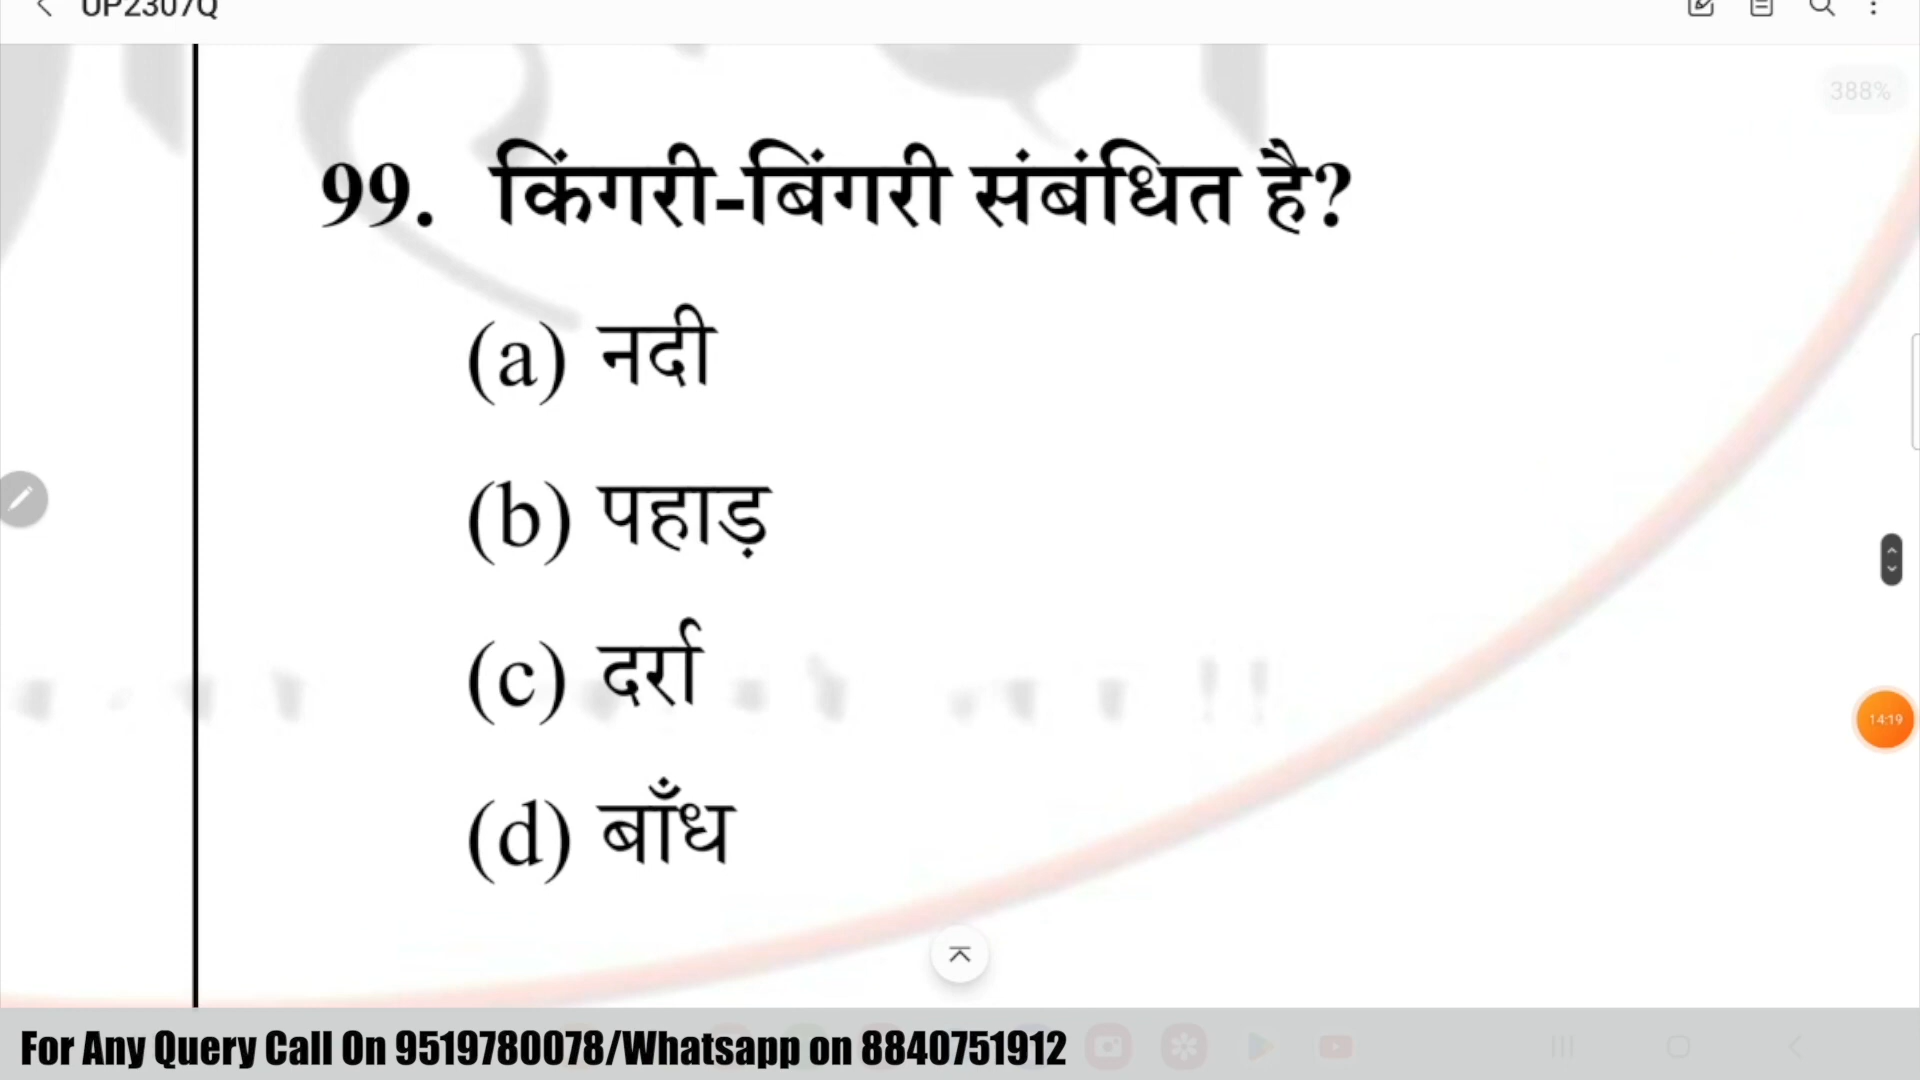 UP2307Q
388%
99. किंगरी-बिंगरी संबंधित है?
(a) नदी
(b) पहाड़
(c) दर्रा
(d) बाँध
14:19
For Any Query Call On 9519780078/Whatsapp on 8840751912